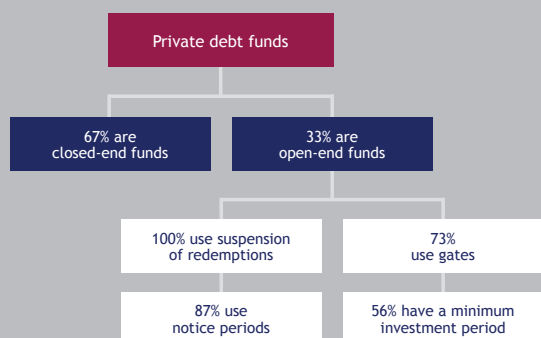 Private debt funds
67% are
closed-end funds
33% are
open-end funds
100% use suspension
of redemptions
73%
use gates
87% use
notice periods
56% have a minimum
investment period